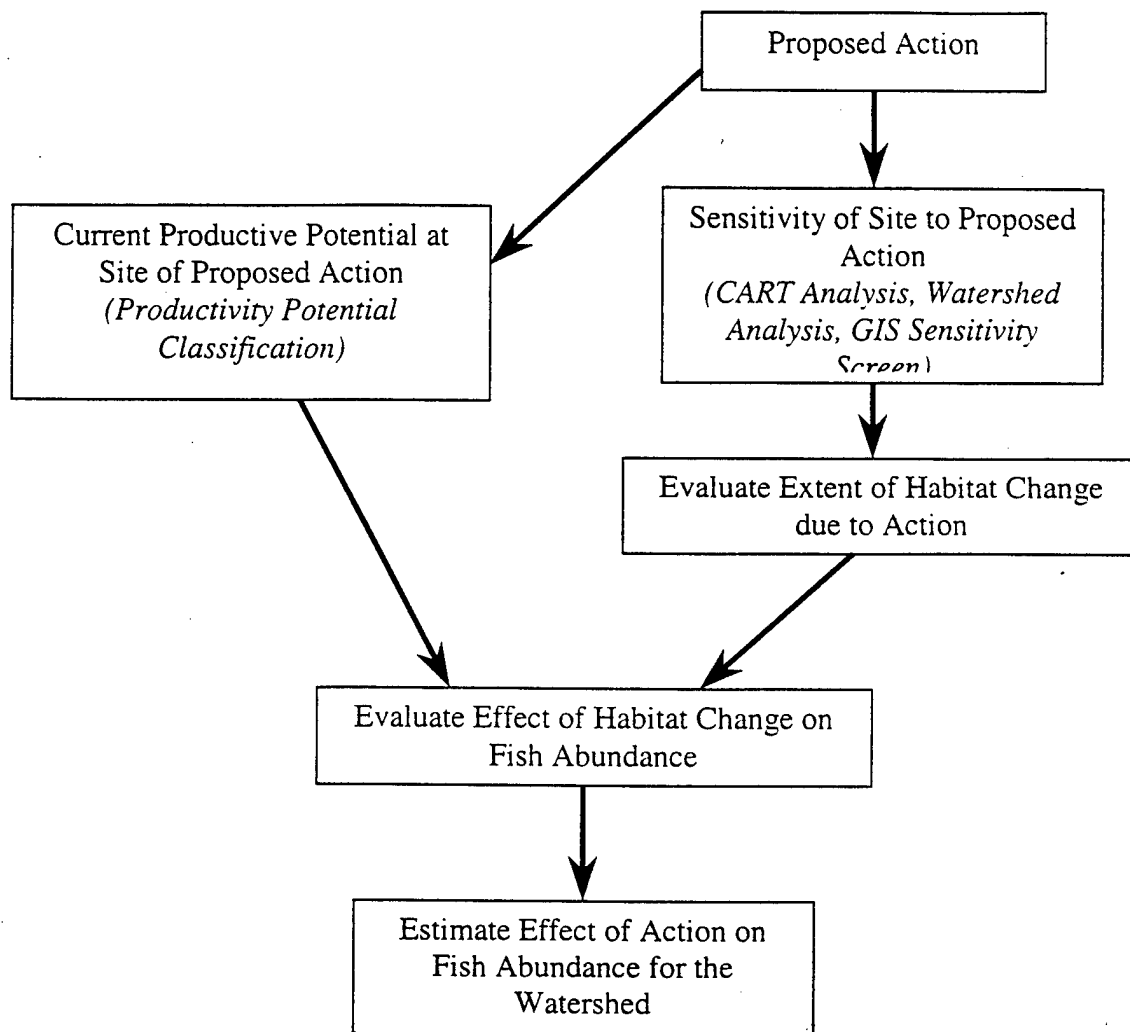 Proposed Action
Current Productive Potential at
Site of Proposed Action
(Productivity Potential
Classification)
Sensitivity of Site to Proposed
Action
(CART Analysis, Watershed
Analysis, GIS Sensitivity
Screen)
Evaluate Extent of Habitat Change
due to Action
Evaluate Effect of Habitat Change on
Fish Abundance
Estimate Effect of Action on
Fish Abundance for the
Watershed